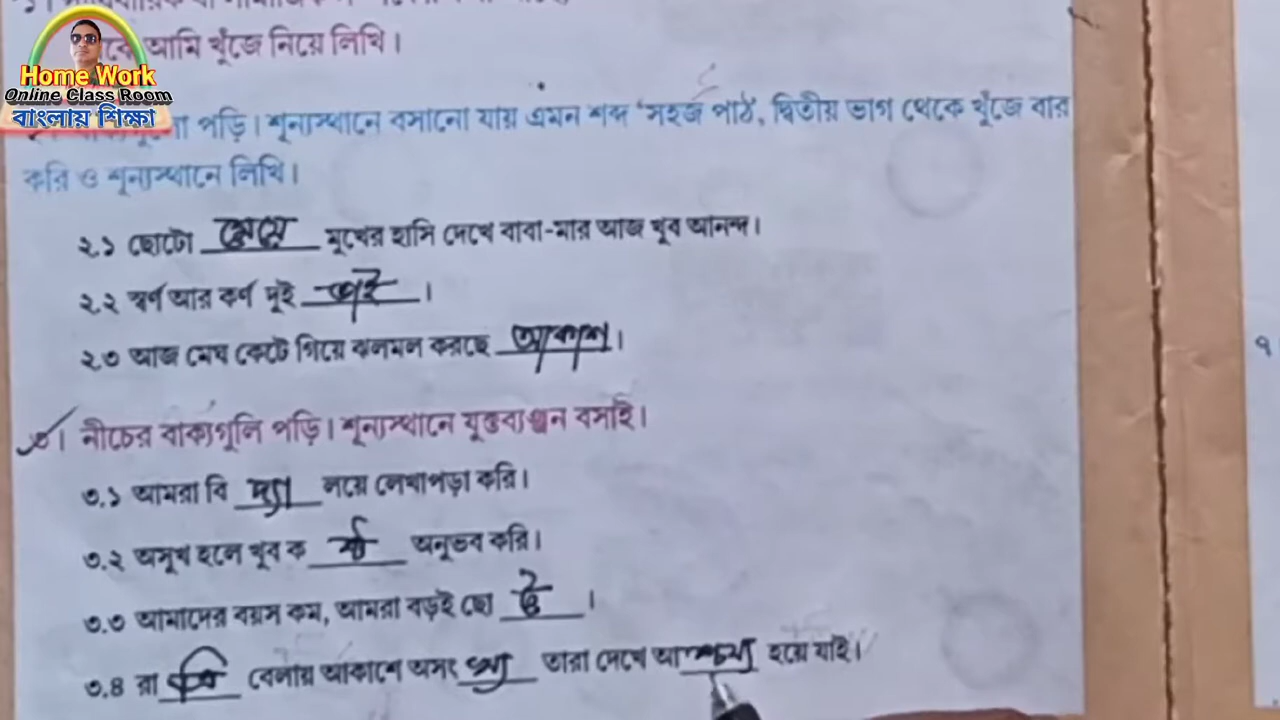 কে আমি খুঁজে নিয়ে লিখি।
Home Work
Online Class Room
বাংলায় শিক্ষা
পড়ি। শূন্যস্থানে বসানো যায় এমন শব্দ ‘সহজ পাঠ’, দ্বিতীয় ভাগ থেকে খুঁজে বার
করি ও শূন্যস্থানে লিখি।
২.১ ছোটো মেয়ে মুখের হাসি দেখে বাবা-মার আজ খুব আনন্দ।
২.২ স্বর্ণ আর কর্ণ দুই ভাই।
২.৩ আজ মেঘ কেটে গিয়ে ঝলমল করছে আকাশ।
৩। নীচের বাক্যগুলি পড়ি। শূন্যস্থানে যুক্তব্যঞ্জন বসাই।
৩.১ আমরা বি দ্যা লয়ে লেখাপড়া করি।
৩.২ অসুখ হলে খুব ক ষ্ট অনুভব করি।
৩.৩ আমাদের বয়স কম, আমরা বড়ই ছো ট্ট।
৩.৪ রা ত্রি বেলায় আকাশে অসং খ্য তারা দেখে আ শ্চর্য হয়ে যাই।